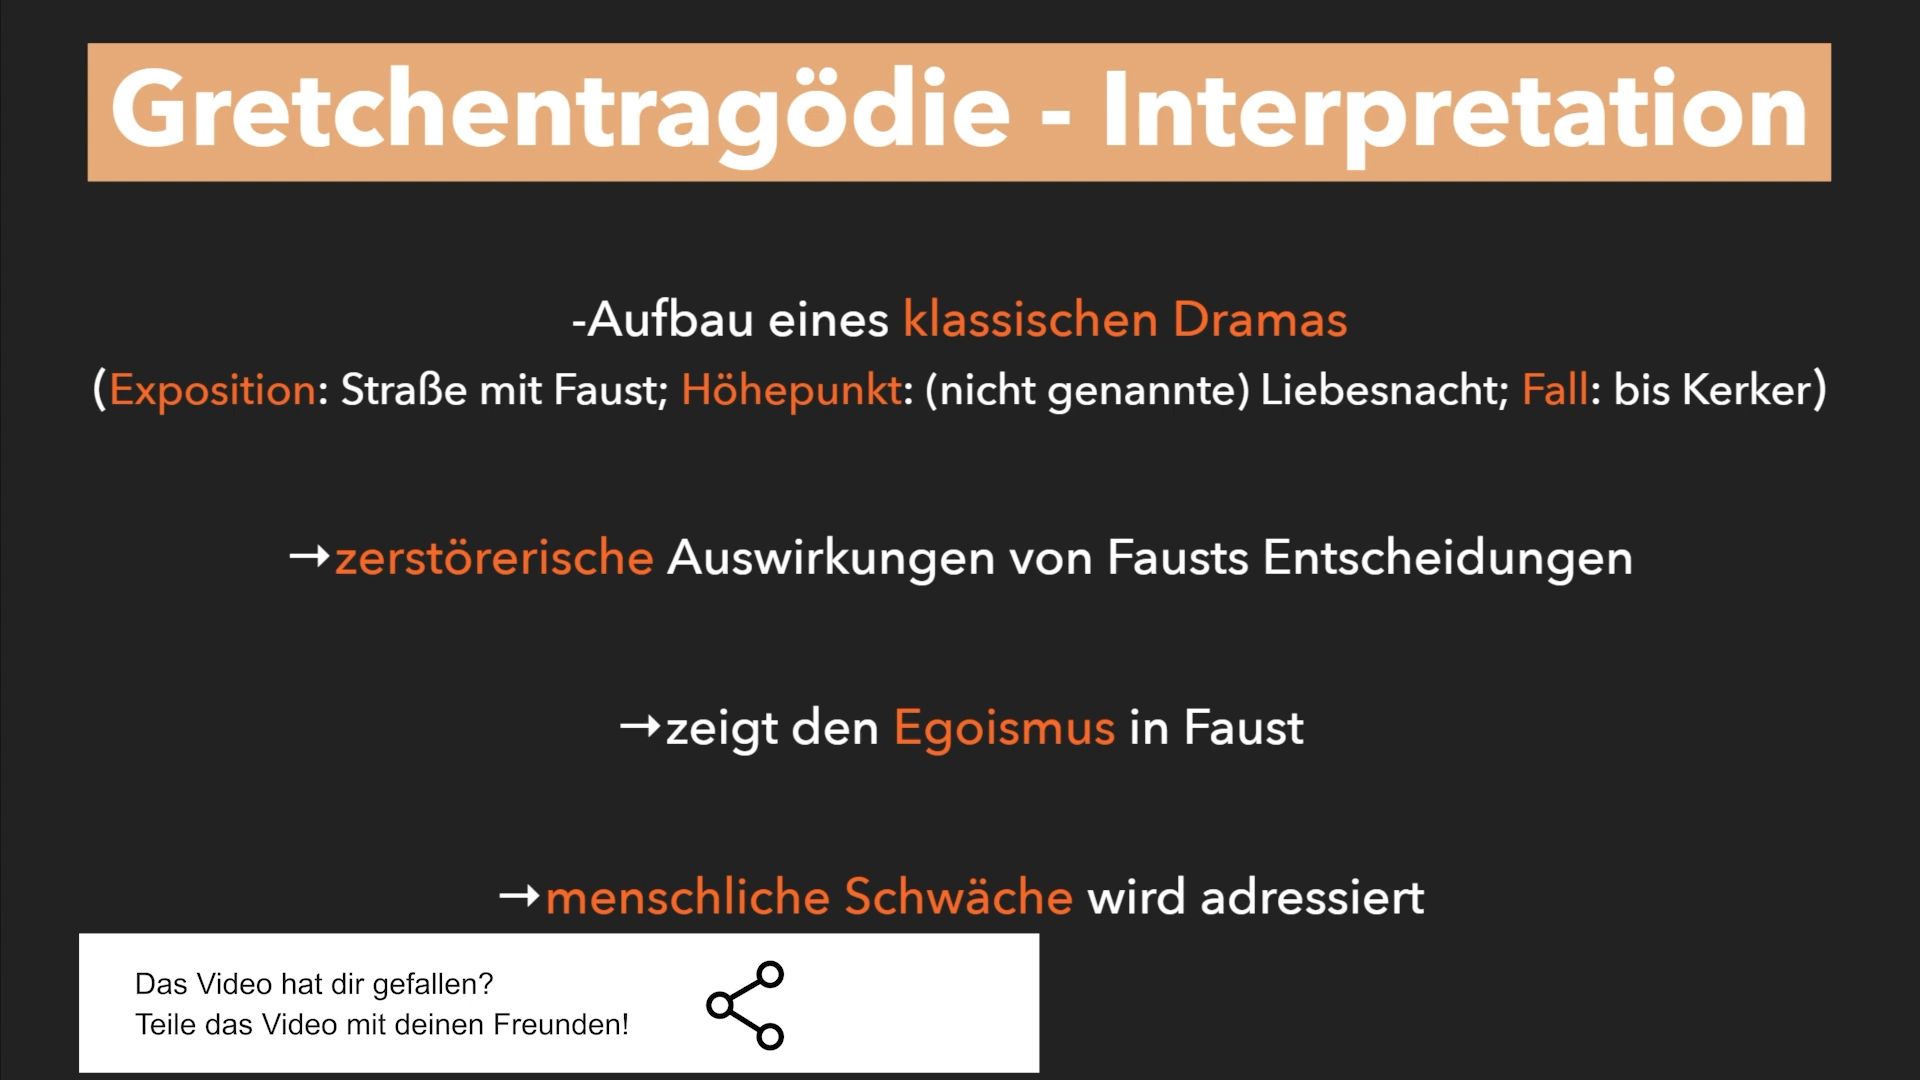 Gretchentragödie - Interpretation
-Aufbau eines klassischen Dramas
(Exposition: Straße mit Faust; Höhepunkt: (nicht genannte) Liebesnacht; Fall: bis Kerker)
→zerstörerische Auswirkungen von Fausts Entscheidungen
→zeigt den Egoismus in Faust
→menschliche Schwäche wird adressiert
Das Video hat dir gefallen?
Teile das Video mit deinen Freunden!